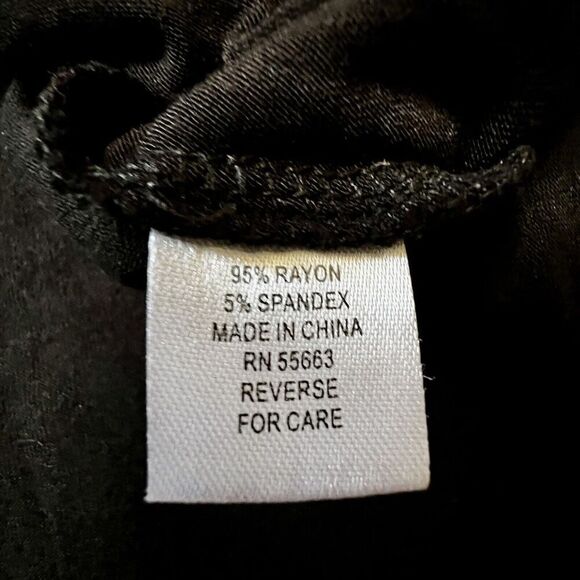 95% RAYON
5% SPANDEX
MADE IN CHINA
RN 55663
REVERSE
FOR CARE